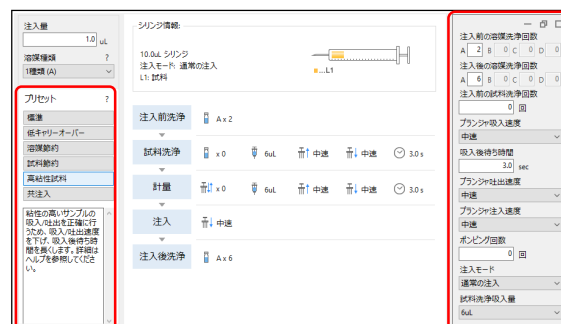 注入量
1.0 uL
溶媒種類 ?
1種類 (A)
プリセット ?
標準
低キャリーオーバー
溶媒節約
試料節約
高粘性試料
共注入
粘性の高いサンプルの
吸入/吐出を正確に行
うため、吸入/吐出速度
を下げ、吸入後待ち時
間を長くします。詳細は
ヘルプを参照してくださ
い。
シリンジ情報:
10.0uL シリンジ
注入モード: 通常の注入
L1: 試料
...L1
注入前洗浄 A x 2
試料洗浄 x 0 6uL 中速 中速 3.0 s
計量 x 0 6uL 中速 中速 3.0 s
注入 中速
注入後洗浄 A x 6
注入前の溶媒洗浄回数
A 2 B 0 C 0 D 0
注入後の溶媒洗浄回数
A 6 B 0 C 0 D 0
注入前の試料洗浄回数
0 回
プランジャ吸入速度
中速
吸入後待ち時間
3.0 sec
プランジャ吐出速度
中速
プランジャ注入速度
中速
ポンピング回数
0 回
注入モード
通常の注入
試料洗浄吸入量
6uL